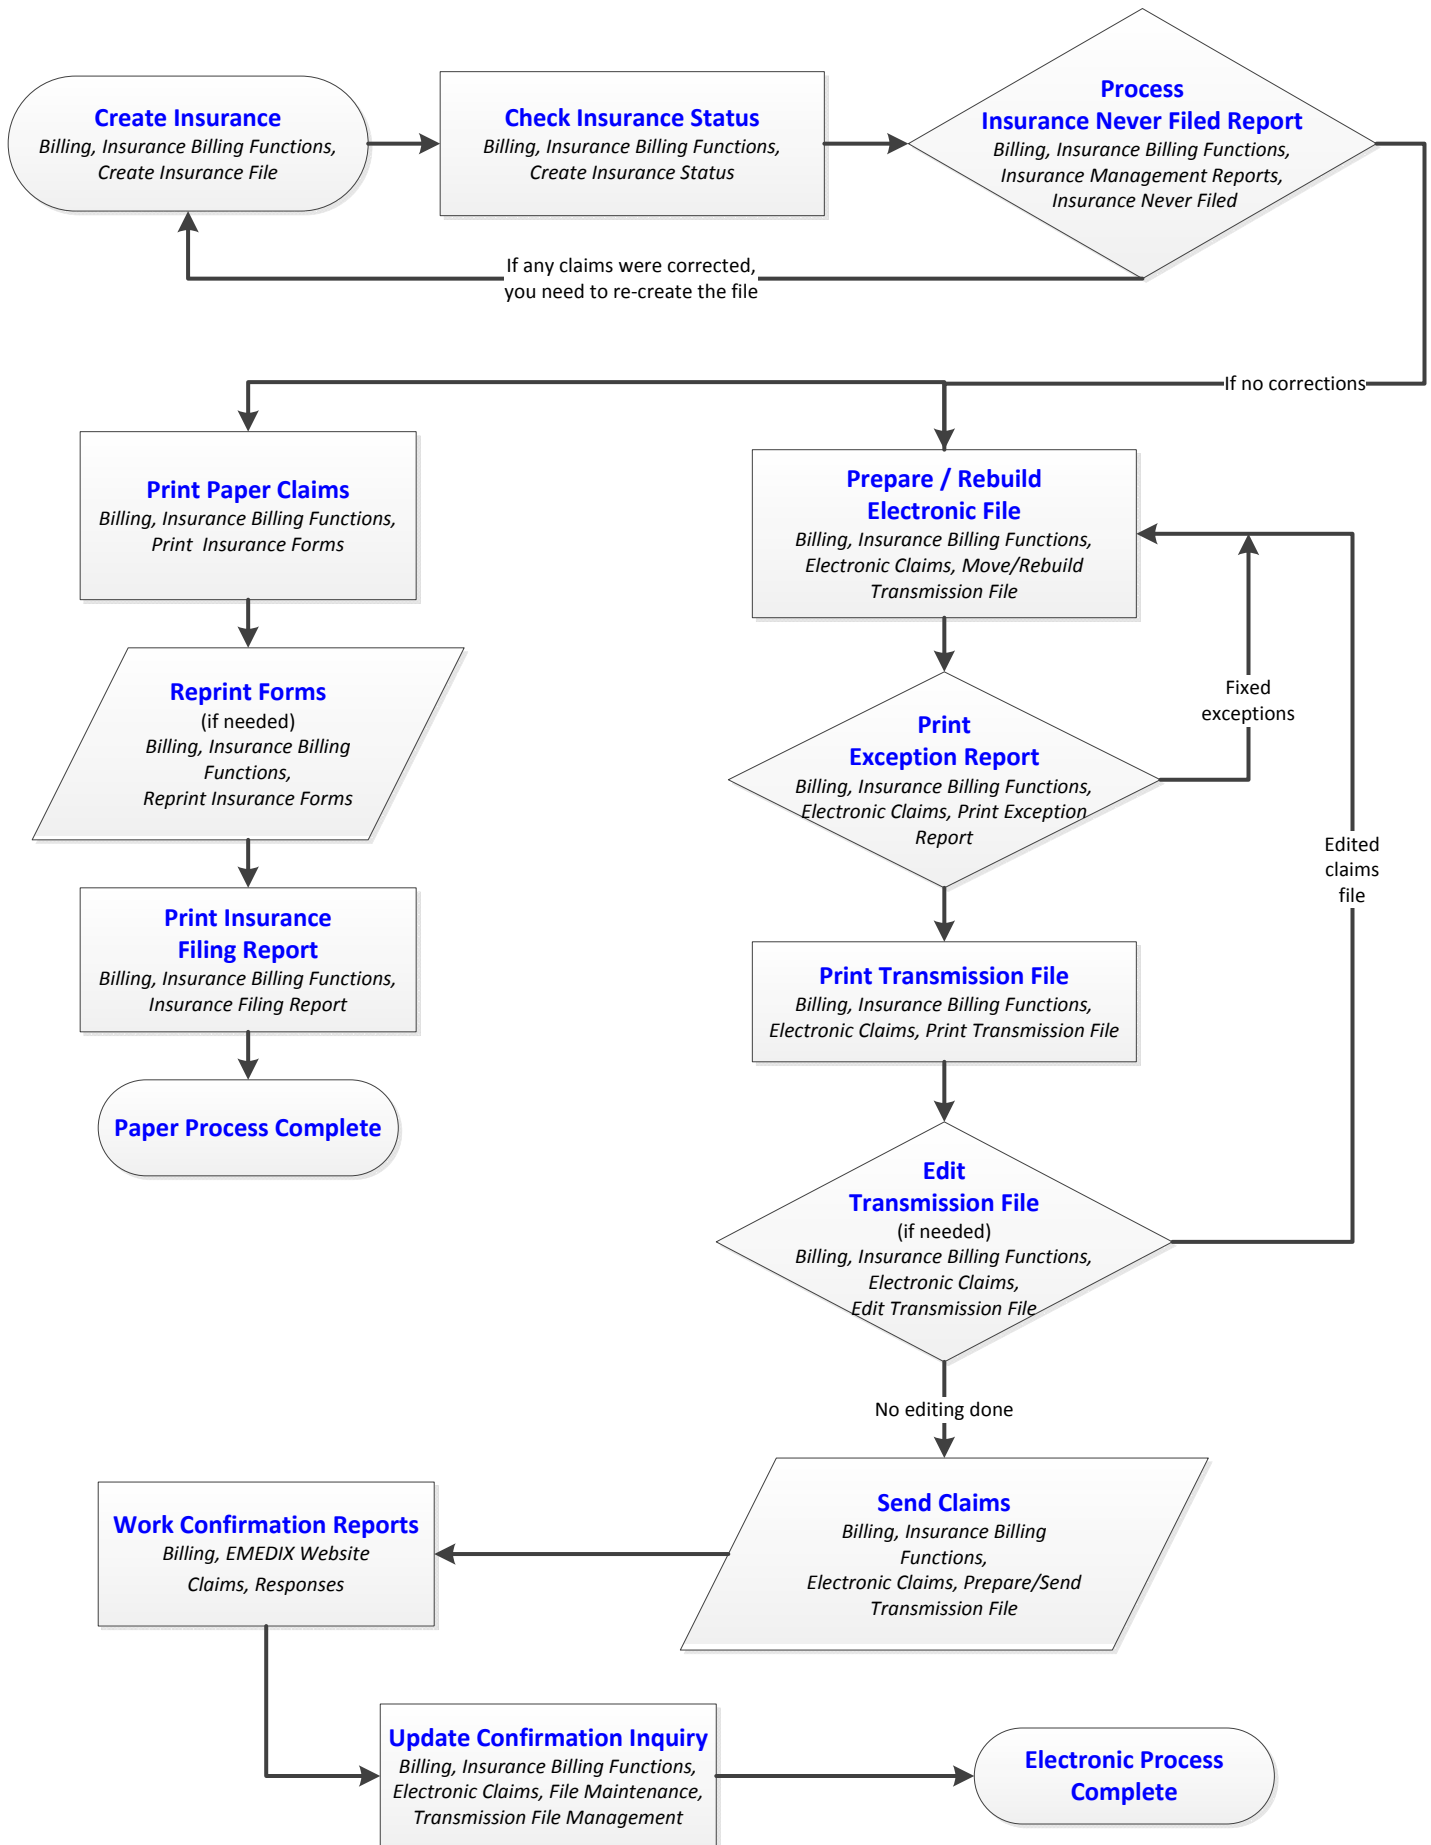 Create Insurance
Billing, Insurance Billing Functions,
Create Insurance File
Check Insurance Status
Billing, Insurance Billing Functions,
Create Insurance Status
Process
Insurance Never Filed Report
Billing, Insurance Billing Functions,
Insurance Management Reports,
Insurance Never Filed
If any claims were corrected,
you need to re-create the file
If no corrections
Print Paper Claims
Billing, Insurance Billing Functions,
Print Insurance Forms
Reprint Forms
(if needed)
Billing, Insurance Billing
Functions,
Reprint Insurance Forms
Print Insurance
Filing Report
Billing, Insurance Billing Functions,
Insurance Filing Report
Paper Process Complete
Prepare / Rebuild
Electronic File
Billing, Insurance Billing Functions,
Electronic Claims, Move/Rebuild
Transmission File
Fixed
exceptions
Print
Exception Report
Billing, Insurance Billing Functions,
Electronic Claims, Print Exception
Report
Edited
claims
file
Print Transmission File
Billing, Insurance Billing Functions,
Electronic Claims, Print Transmission File
Edit
Transmission File
(if needed)
Billing, Insurance Billing Functions,
Electronic Claims,
Edit Transmission File
No editing done
Send Claims
Billing, Insurance Billing
Functions,
Electronic Claims, Prepare/Send
Transmission File
Work Confirmation Reports
Billing, EMEDIX Website
Claims, Responses
Update Confirmation Inquiry
Billing, Insurance Billing Functions,
Electronic Claims, File Maintenance,
Transmission File Management
Electronic Process
Complete